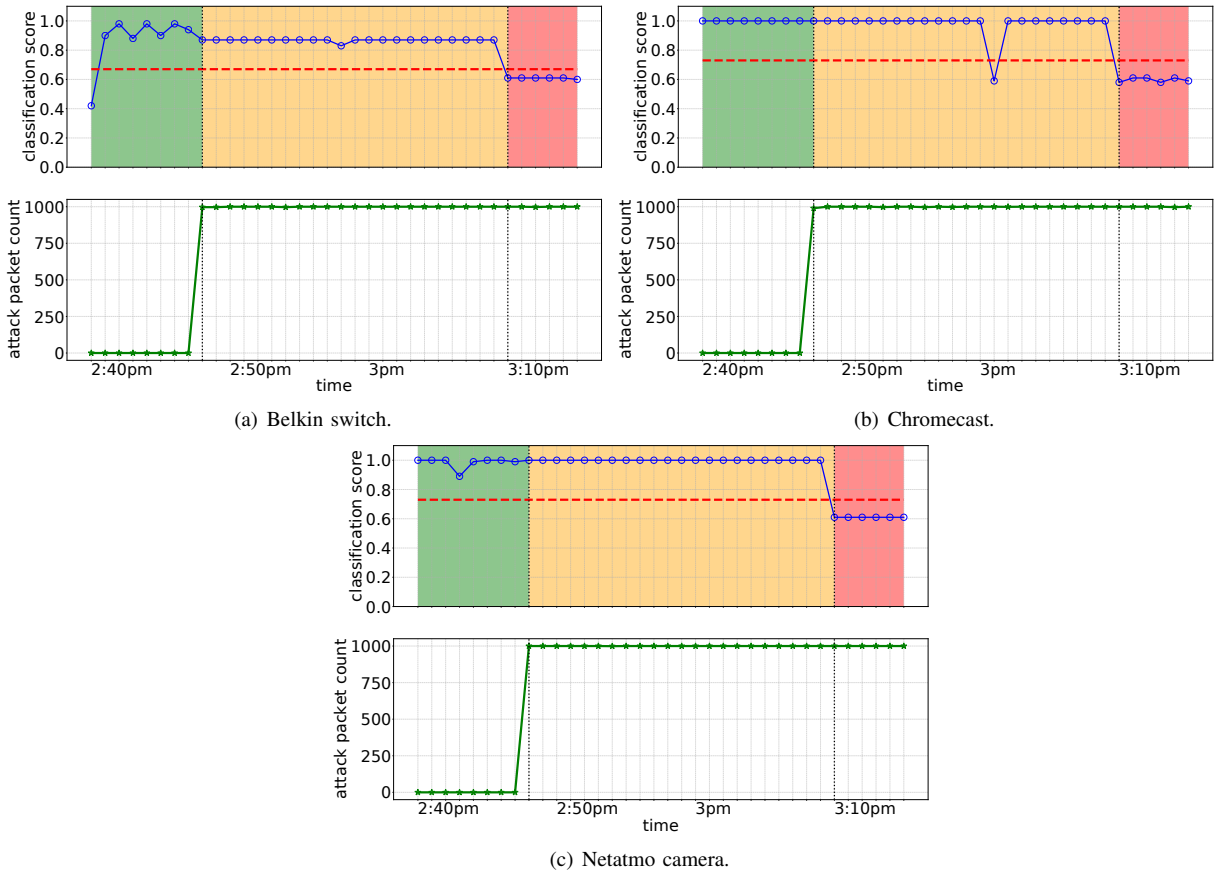 classification score
1.0
0.8
0.6
0.4
0.2
0.0
attack packet count
1000
750
500
250
0
2:40pm 2:50pm 3pm 3:10pm
time
(a) Belkin switch.
classification score
1.0
0.8
0.6
0.4
0.2
0.0
attack packet count
1000
750
500
250
0
2:40pm 2:50pm 3pm 3:10pm
time
(b) Chromecast.
classification score
1.0
0.8
0.6
0.4
0.2
0.0
attack packet count
1000
750
500
250
0
2:40pm 2:50pm 3pm 3:10pm
time
(c) Netatmo camera.